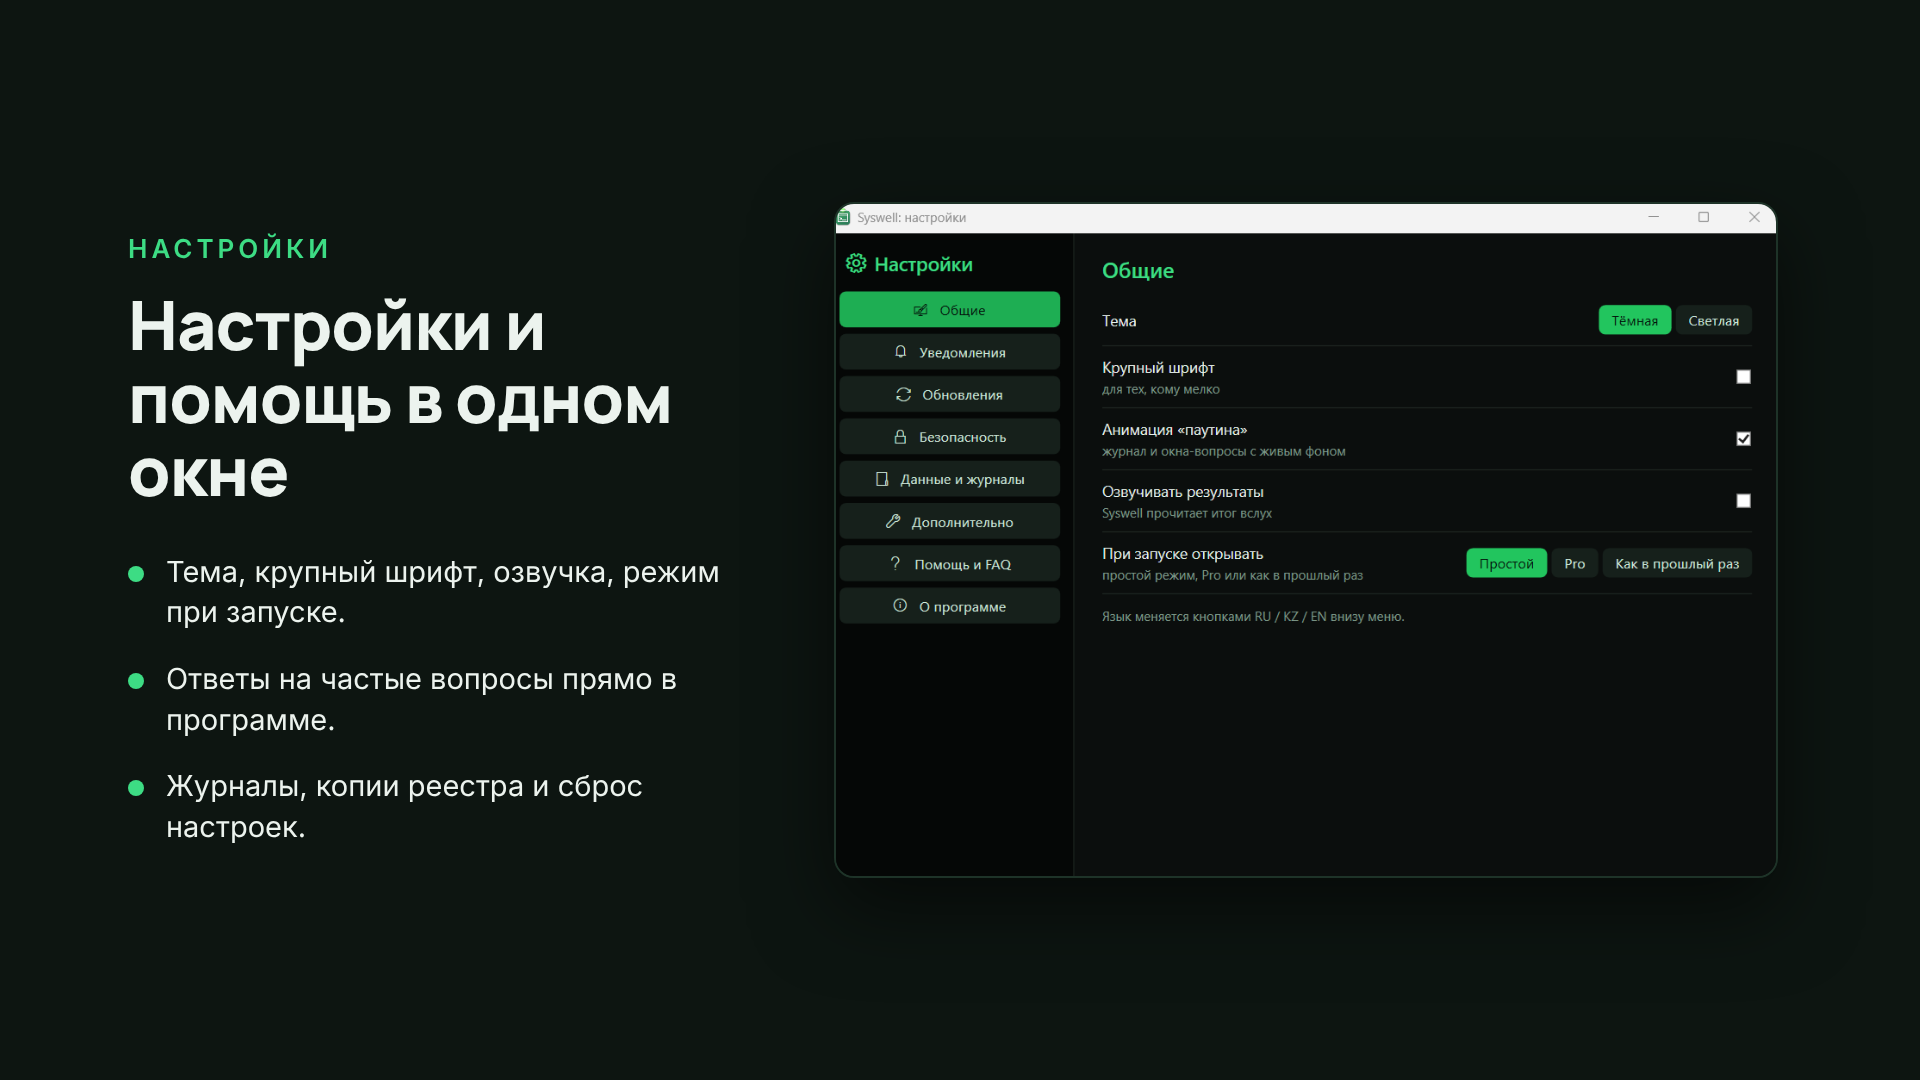 НАСТРОЙКИ
Настройки и
помощь в одном
окне
Тема, крупный шрифт, озвучка, режим
при запуске.
Ответы на частые вопросы прямо в
программе.
Журналы, копии реестра и сброс
настроек.
Syswell: настройки
Настройки
Общие
Уведомления
Обновления
Безопасность
Данные и журналы
Дополнительно
Помощь и FAQ
О программе
Общие
Тема
Тёмная
Светлая
Крупный шрифт
для тех, кому мелко
Анимация «паутина»
журнал и окна-вопросы с живым фоном
Озвучивать результаты
Syswell прочитает итог вслух
При запуске открывать
простой режим, Pro или как в прошлый раз
Простой
Pro
Как в прошлый раз
Язык меняется кнопками RU / KZ / EN внизу меню.